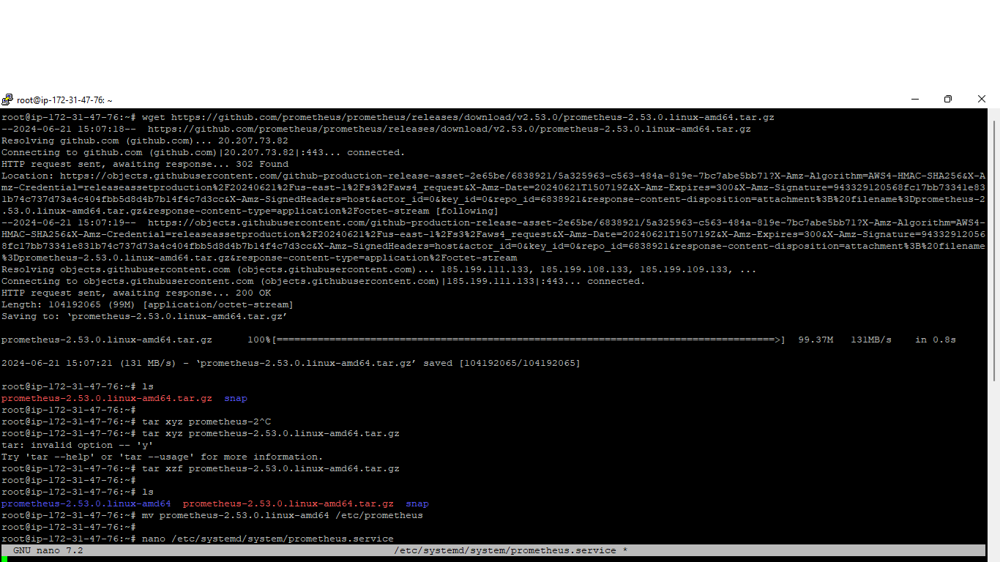 root@ip-172-31-47-76: ~
root@ip-172-31-47-76:~# wget https://github.com/prometheus/prometheus/releases/download/v2.53.0/prometheus-2.53.0.linux-amd64.tar.gz
--2024-06-21 15:07:18--  https://github.com/prometheus/prometheus/releases/download/v2.53.0/prometheus-2.53.0.linux-amd64.tar.gz
Resolving github.com (github.com)... 20.207.73.82
Connecting to github.com (github.com)|20.207.73.82|:443... connected.
HTTP request sent, awaiting response... 302 Found
Location: https://objects.githubusercontent.com/github-production-release-asset-2e65be/6838921/5a325963-c563-484a-819e-7bc7abe5bb71?X-Amz-Algorithm=AWS4-HMAC-SHA256&X-A
mz-Credential=releaseassetproduction%2F20240621%2Fus-east-1%2Fs3%2Faws4_request&X-Amz-Date=20240621T150719Z&X-Amz-Expires=300&X-Amz-Signature=943329120568fc17bb73341e83
1b74c737d73a4c404fbb5d8d4b7b14f4c7d3cc&X-Amz-SignedHeaders=host&actor_id=0&key_id=0&repo_id=6838921&response-content-disposition=attachment%3B%20filename%3Dprometheus-2
.53.0.linux-amd64.tar.gz&response-content-type=application%2Foctet-stream [following]
--2024-06-21 15:07:19--  https://objects.githubusercontent.com/github-production-release-asset-2e65be/6838921/5a325963-c563-484a-819e-7bc7abe5bb71?X-Amz-Algorithm=AWS4-
HMAC-SHA256&X-Amz-Credential=releaseassetproduction%2F20240621%2Fus-east-1%2Fs3%2Faws4_request&X-Amz-Date=20240621T150719Z&X-Amz-Expires=300&X-Amz-Signature=94332912056
8fc17bb73341e831b74c737d73a4c404fbb5d8d4b7b14f4c7d3cc&X-Amz-SignedHeaders=host&actor_id=0&key_id=0&repo_id=6838921&response-content-disposition=attachment%3B%20filename
%3Dprometheus-2.53.0.linux-amd64.tar.gz&response-content-type=application%2Foctet-stream
Resolving objects.githubusercontent.com (objects.githubusercontent.com)... 185.199.111.133, 185.199.108.133, 185.199.109.133, ...
Connecting to objects.githubusercontent.com (objects.githubusercontent.com)|185.199.111.133|:443... connected.
HTTP request sent, awaiting response... 200 OK
Length: 104192065 (99M) [application/octet-stream]
Saving to: ‘prometheus-2.53.0.linux-amd64.tar.gz’
prometheus-2.53.0.linux-amd64.tar.gz      100%[=====================================================================================>]  99.37M   131MB/s    in 0.8s
2024-06-21 15:07:21 (131 MB/s) - ‘prometheus-2.53.0.linux-amd64.tar.gz’ saved [104192065/104192065]
root@ip-172-31-47-76:~# ls
prometheus-2.53.0.linux-amd64.tar.gz  snap
root@ip-172-31-47-76:~#
root@ip-172-31-47-76:~# tar xyz prometheus-2^C
root@ip-172-31-47-76:~# tar xyz prometheus-2.53.0.linux-amd64.tar.gz
tar: invalid option -- 'y'
Try 'tar --help' or 'tar --usage' for more information.
root@ip-172-31-47-76:~# tar xzf prometheus-2.53.0.linux-amd64.tar.gz
root@ip-172-31-47-76:~#
root@ip-172-31-47-76:~# ls
prometheus-2.53.0.linux-amd64  prometheus-2.53.0.linux-amd64.tar.gz  snap
root@ip-172-31-47-76:~# mv prometheus-2.53.0.linux-amd64 /etc/prometheus
root@ip-172-31-47-76:~#
root@ip-172-31-47-76:~# nano /etc/systemd/system/prometheus.service
GNU nano 7.2 /etc/systemd/system/prometheus.service *